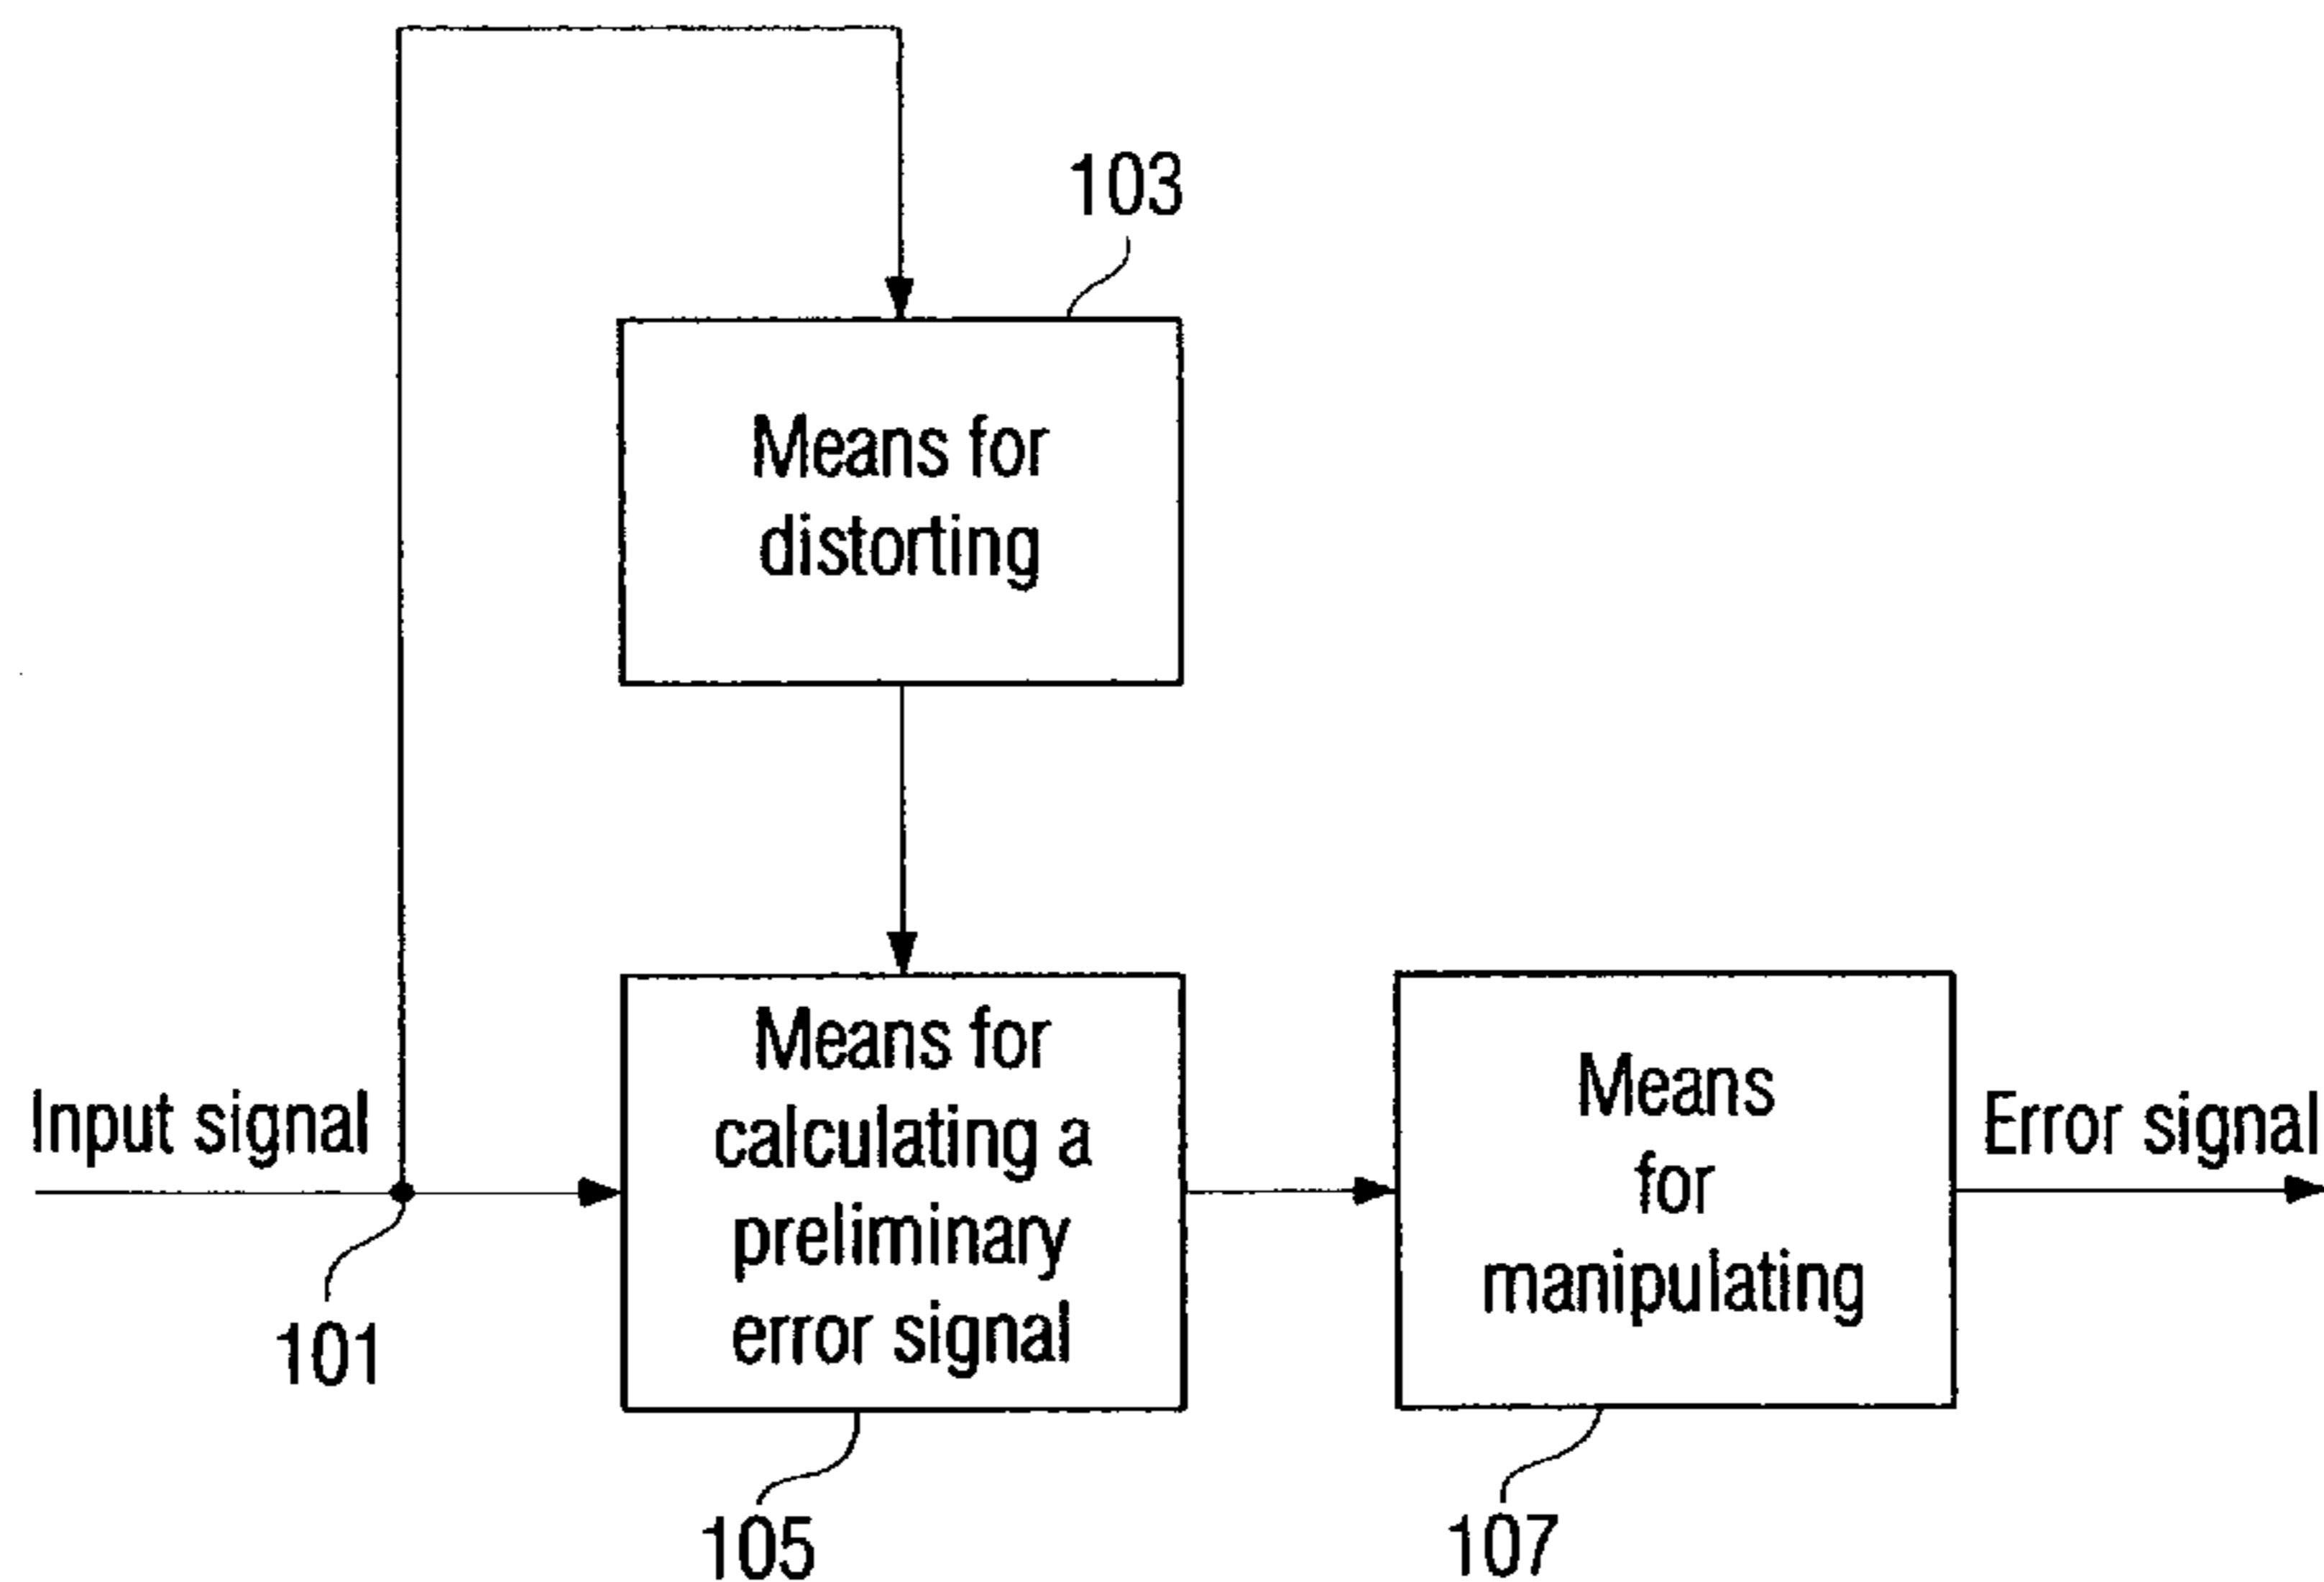 103
Means for
distorting
Input signal
101
Means for
calculating a
preliminary
error signal
105
Means
for
manipulating
107
Error signal